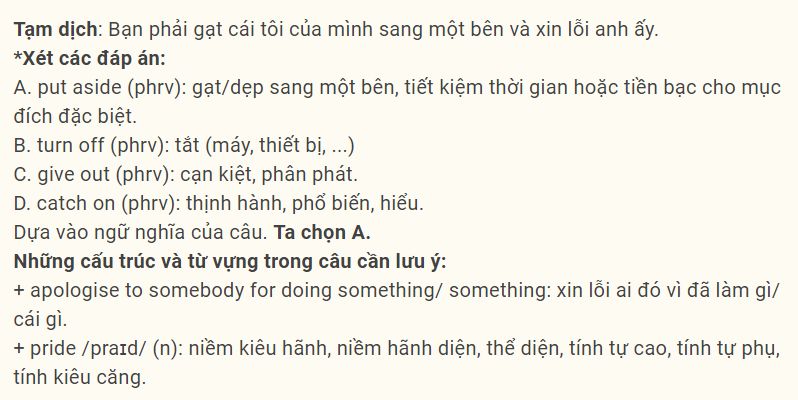 Tạm dịch: Bạn phải gạt cái tôi của mình sang một bên và xin lỗi anh ấy.
*Xét các đáp án:
A. put aside (phrv): gạt/dẹp sang một bên, tiết kiệm thời gian hoặc tiền bạc cho mục
đích đặc biệt.
B. turn off (phrv): tắt (máy, thiết bị, ...)
C. give out (phrv): cạn kiệt, phân phát.
D. catch on (phrv): thịnh hành, phổ biến, hiểu.
Dựa vào ngữ nghĩa của câu. Ta chọn A.
Những cấu trúc và từ vựng trong câu cần lưu ý:
+ apologise to somebody for doing something/ something: xin lỗi ai đó vì đã làm gì/
cái gì.
+ pride /praɪd/ (n): niềm kiêu hãnh, niềm hãnh diện, thể diện, tính tự cao, tính tự phụ,
tính kiêu căng.